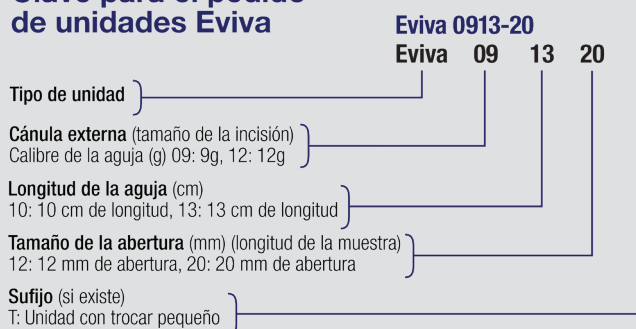 Clave para el pedido
de unidades Eviva
Eviva 0913-20
Eviva 09 13 20
Tipo de unidad
Cánula externa (tamaño de la incisión)
Calibre de la aguja (g) 09: 9g, 12: 12g
Longitud de la aguja (cm)
10: 10 cm de longitud, 13: 13 cm de longitud
Tamaño de la abertura (mm) (longitud de la muestra)
12: 12 mm de abertura, 20: 20 mm de abertura
Sufijo (si existe)
T: Unidad con trocar pequeño